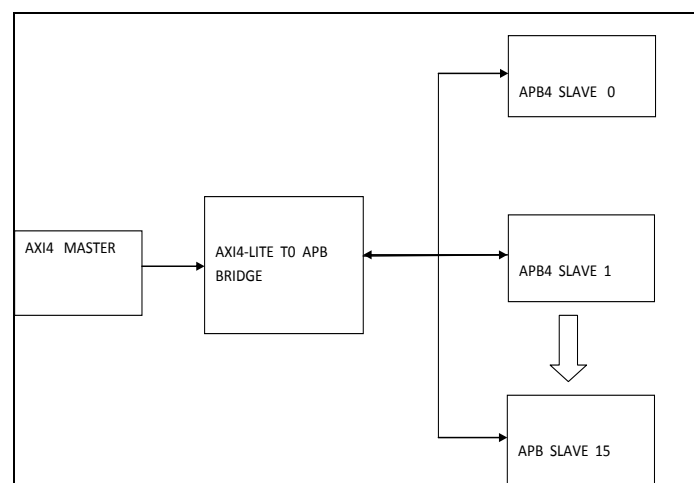 APB4 SLAVE 0
AXI4 MASTER
AXI4-LITE T0 APB
BRIDGE
APB4 SLAVE 1
APB SLAVE 15